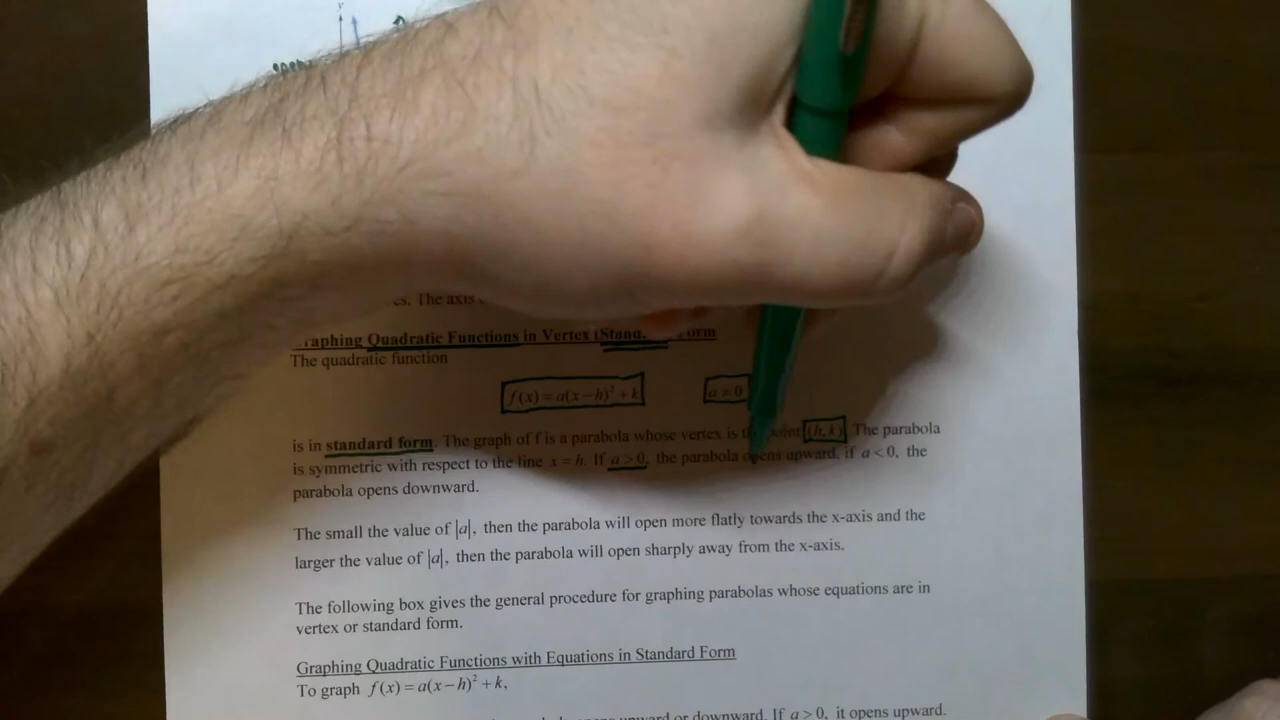 y
cs. The axis
raphing Quadratic Functions in Vertex (Stand orm
The quadratic function
f(x) = a(x−h)² + k a ≠ 0
is in standard form. The graph of f is a parabola whose vertex is the point (h,k). The parabola
is symmetric with respect to the line x = h. If a > 0, the parabola opens upward, if a < 0, the
parabola opens downward.
The small the value of |a|, then the parabola will open more flatly towards the x-axis and the
larger the value of |a|, then the parabola will open sharply away from the x-axis.
The following box gives the general procedure for graphing parabolas whose equations are in
vertex or standard form.
Graphing Quadratic Functions with Equations in Standard Form
To graph f(x) = a(x−h)² + k,
opens upward or downward. If a > 0, it opens upward.